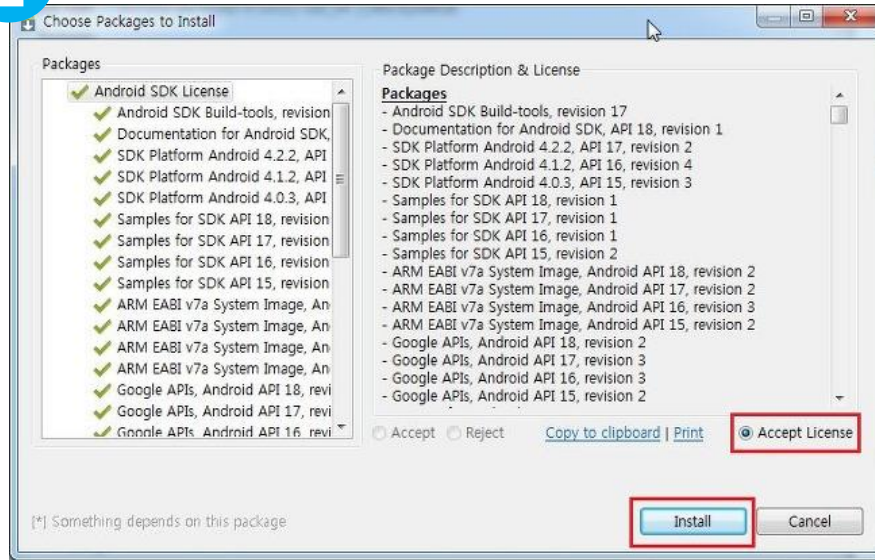 Choose Packages to Install
Packages
Android SDK License
Android SDK Build-tools, revision
Documentation for Android SDK,
SDK Platform Android 4.2.2, API
SDK Platform Android 4.1.2, API
SDK Platform Android 4.0.3, API
Samples for SDK API 18, revision
Samples for SDK API 17, revision
Samples for SDK API 16, revision
Samples for SDK API 15, revision
ARM EABI v7a System Image, An
ARM EABI v7a System Image, An
ARM EABI v7a System Image, An
ARM EABI v7a System Image, An
Google APIs, Android API 18, revi
Google APIs, Android API 17, revi
Google APIs, Android API 16, revi
Package Description & License
Packages
- Android SDK Build-tools, revision 17
- Documentation for Android SDK, API 18, revision 1
- SDK Platform Android 4.2.2, API 17, revision 2
- SDK Platform Android 4.1.2, API 16, revision 4
- SDK Platform Android 4.0.3, API 15, revision 3
- Samples for SDK API 18, revision 1
- Samples for SDK API 17, revision 1
- Samples for SDK API 16, revision 1
- Samples for SDK API 15, revision 2
- ARM EABI v7a System Image, Android API 18, revision 2
- ARM EABI v7a System Image, Android API 17, revision 2
- ARM EABI v7a System Image, Android API 16, revision 3
- ARM EABI v7a System Image, Android API 15, revision 2
- Google APIs, Android API 18, revision 2
- Google APIs, Android API 17, revision 3
- Google APIs, Android API 16, revision 3
- Google APIs, Android API 15, revision 2
Accept Reject Copy to clipboard | Print Accept License
[*] Something depends on this package
Install Cancel